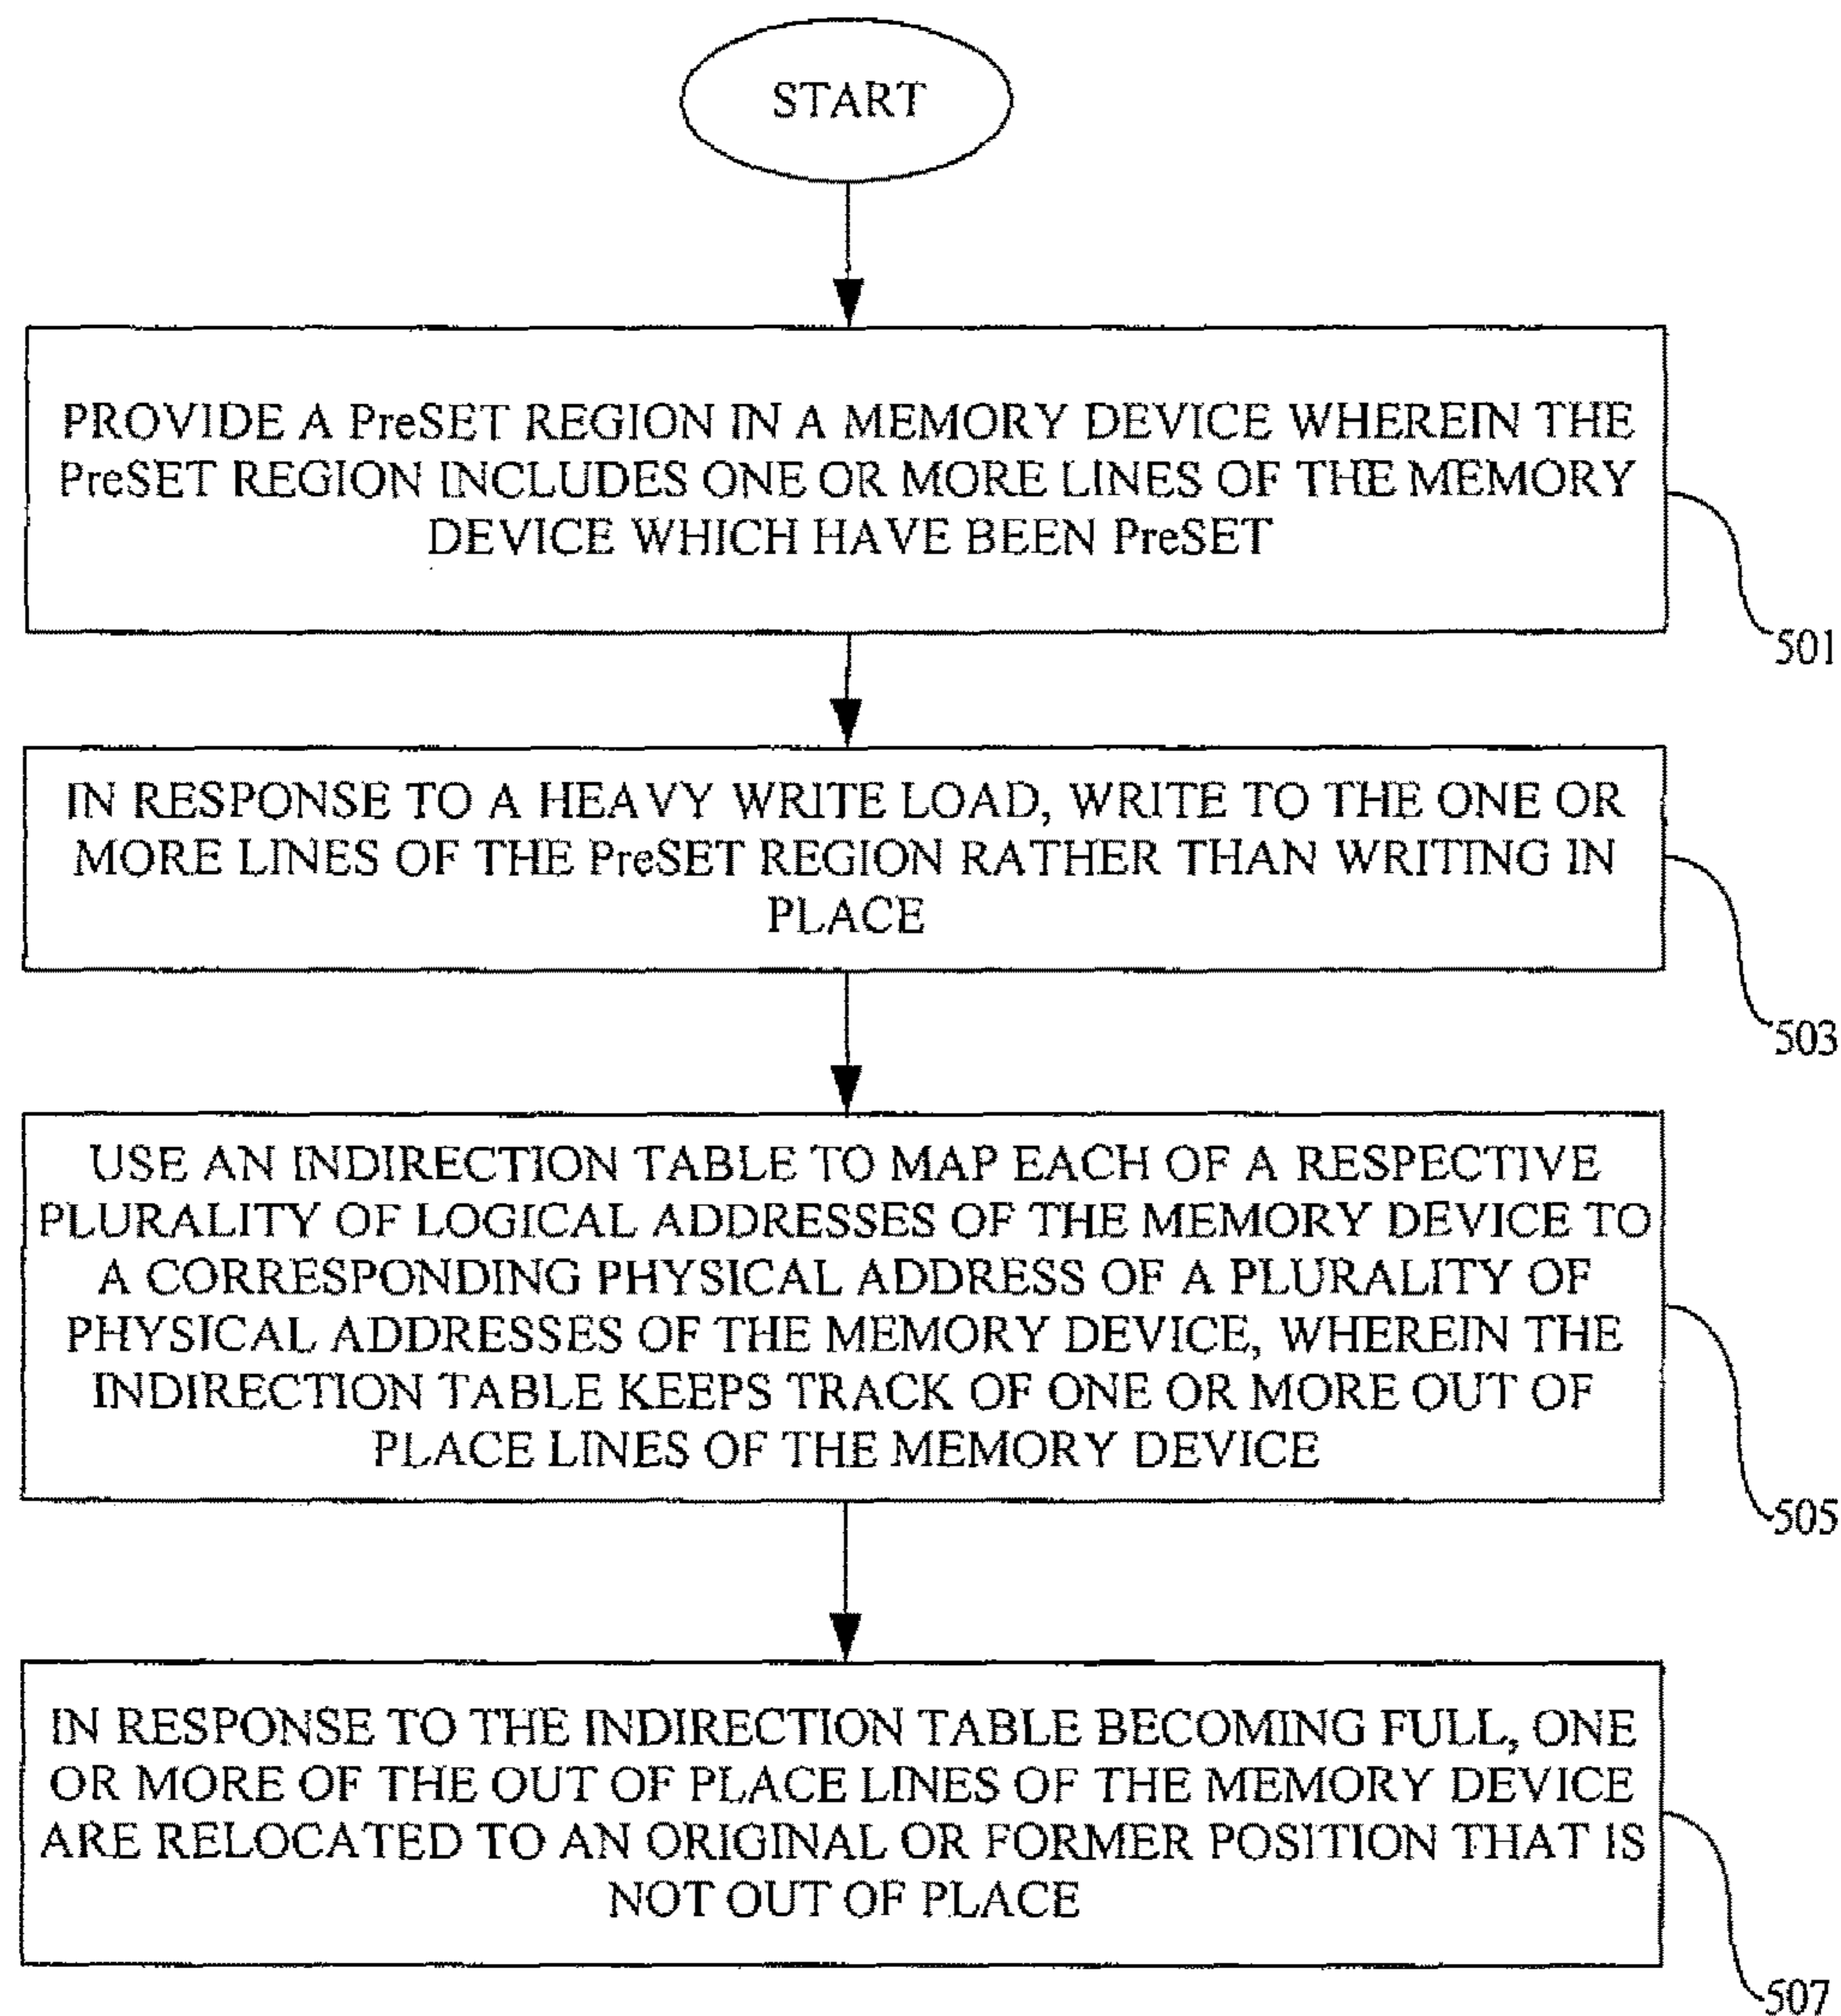 START
PROVIDE A PreSET REGION IN A MEMORY DEVICE WHEREIN THE
PreSET REGION INCLUDES ONE OR MORE LINES OF THE MEMORY
DEVICE WHICH HAVE BEEN PreSET
501
IN RESPONSE TO A HEAVY WRITE LOAD, WRITE TO THE ONE OR
MORE LINES OF THE PreSET REGION RATHER THAN WRITING IN
PLACE
503
USE AN INDIRECTION TABLE TO MAP EACH OF A RESPECTIVE
PLURALITY OF LOGICAL ADDRESSES OF THE MEMORY DEVICE TO
A CORRESPONDING PHYSICAL ADDRESS OF A PLURALITY OF
PHYSICAL ADDRESSES OF THE MEMORY DEVICE, WHEREIN THE
INDIRECTION TABLE KEEPS TRACK OF ONE OR MORE OUT OF
PLACE LINES OF THE MEMORY DEVICE
505
IN RESPONSE TO THE INDIRECTION TABLE BECOMING FULL, ONE
OR MORE OF THE OUT OF PLACE LINES OF THE MEMORY DEVICE
ARE RELOCATED TO AN ORIGINAL OR FORMER POSITION THAT IS
NOT OUT OF PLACE
507